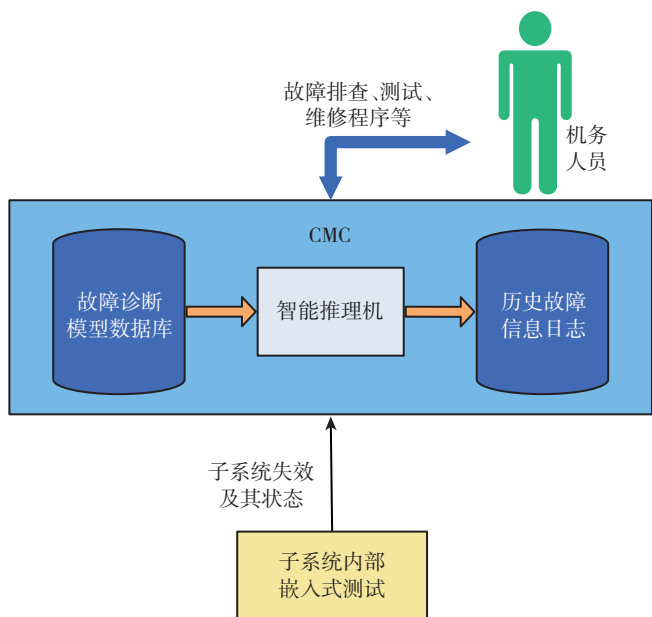 故障排查、测试、
维修程序等
机务
人员
CMC
故障诊断
模型数据库
智能推理机
历史故障
信息日志
子系统失效
及其状态
子系统内部
嵌入式测试